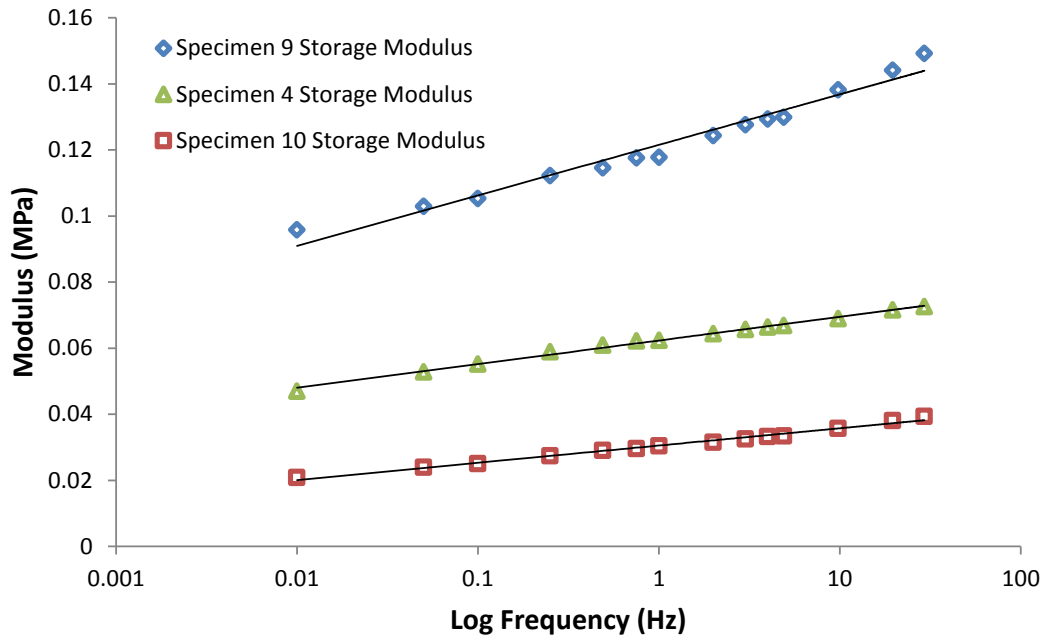 0.16
0.14
0.12
0.1
0.08
0.06
0.04
0.02
0
Modulus (MPa)
Specimen 9 Storage Modulus
Specimen 4 Storage Modulus
Specimen 10 Storage Modulus
0.001 0.01 0.1 1 10 100
Log Frequency (Hz)